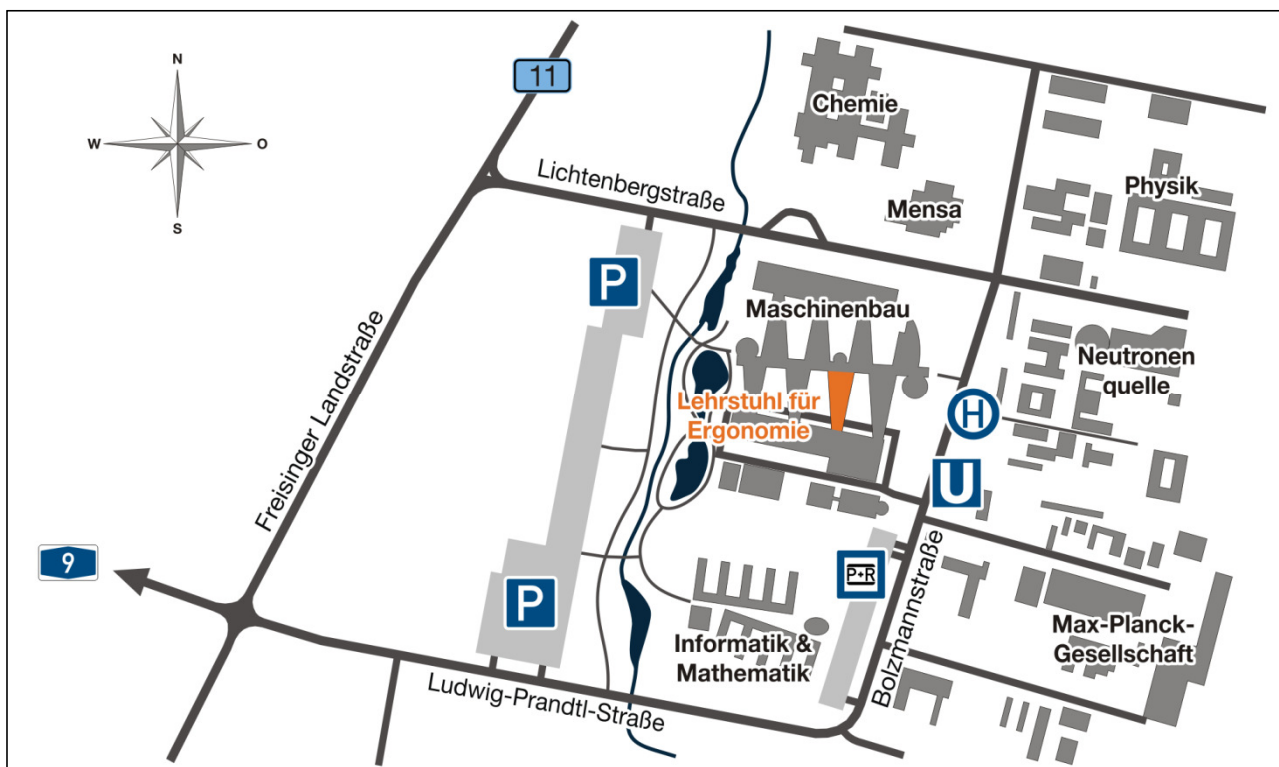 N
W
O
S
11
Chemie
Lichtenbergstraße
Mensa
Physik
P
Maschinenbau
Neutronen
quelle
Freisinger Landstraße
Lehrstuhl für
Ergonomie
H
U
9
P+R
P
Informatik &
Mathematik
Bolzmannstraße
Max-Planck-
Gesellschaft
Ludwig-Prandtl-Straße